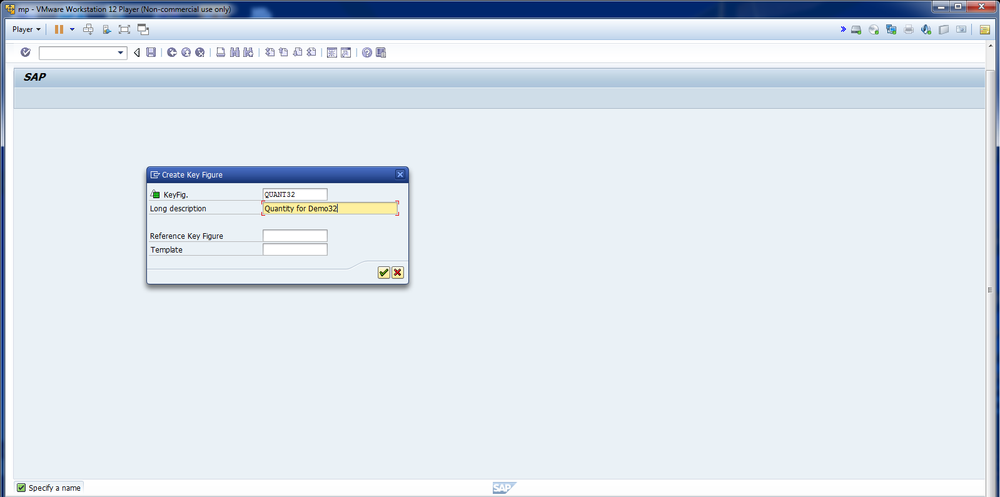 mp - VMware Workstation 12 Player (Non-commercial use only)
Player
SAP
Create Key Figure
KeyFig. QUANT32
Long description Quantity for Demo32
Reference Key Figure
Template
Specify a name
SAP